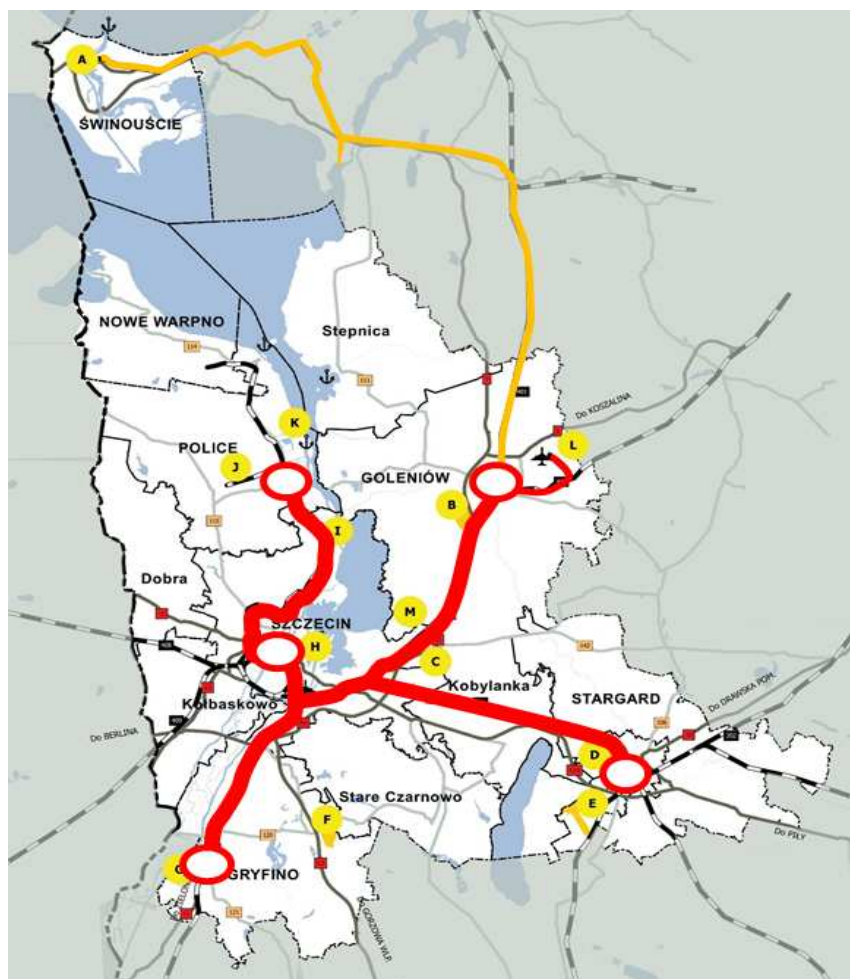 A
ŚWINOUŚCIE
NOWE WARPNO
Stepnica
114
111
Do KOSZALINA
K
L
POLICE
J
GOLENIÓW
B
I
Dobra
M
SZCZECIN
H
C
142
Kobylanka
STARGARD
Kołbaskowo
Do DRAWSKA POM.
Do BERLINA
D
Stare Czarnowo
E
F
Do PIŁY
120
G
GRYFINO
121